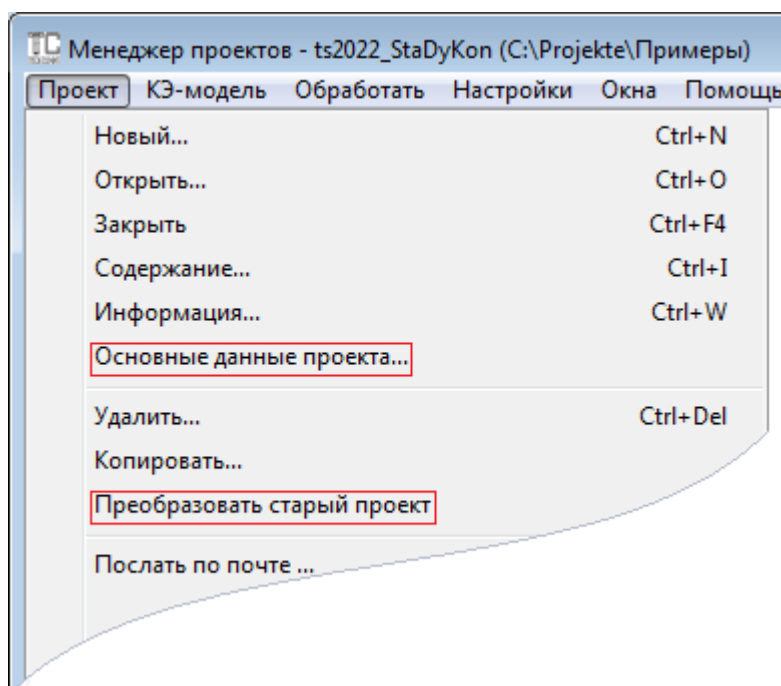 TC Менеджер проектов - ts2022_StaDyKon (C:\Projekte\Примеры)
Проект КЭ-модель Обработать Настройки Окна Помощь
Новый... Ctrl+N
Открыть... Ctrl+O
Закрыть Ctrl+F4
Содержание... Ctrl+I
Информация... Ctrl+W
Основные данные проекта...
Удалить... Ctrl+Del
Копировать...
Преобразовать старый проект
Послать по почте ...